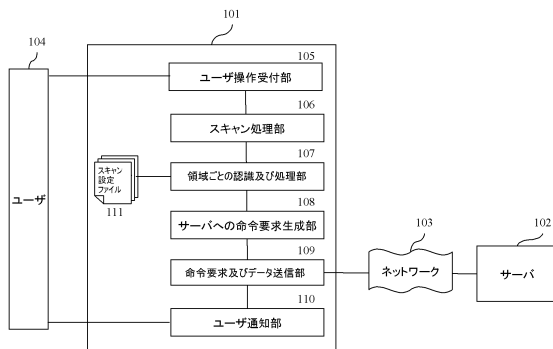 101
104
105
ユーザ操作受付部
106
スキャン処理部
107
スキャン
設定
ファイル
領域ごとの認識及び処理部
111
108
ユーザ
サーバへの命令要求生成部
109
103
102
命令要求及びデータ送信部
ネットワーク
サーバ
110
ユーザ通知部